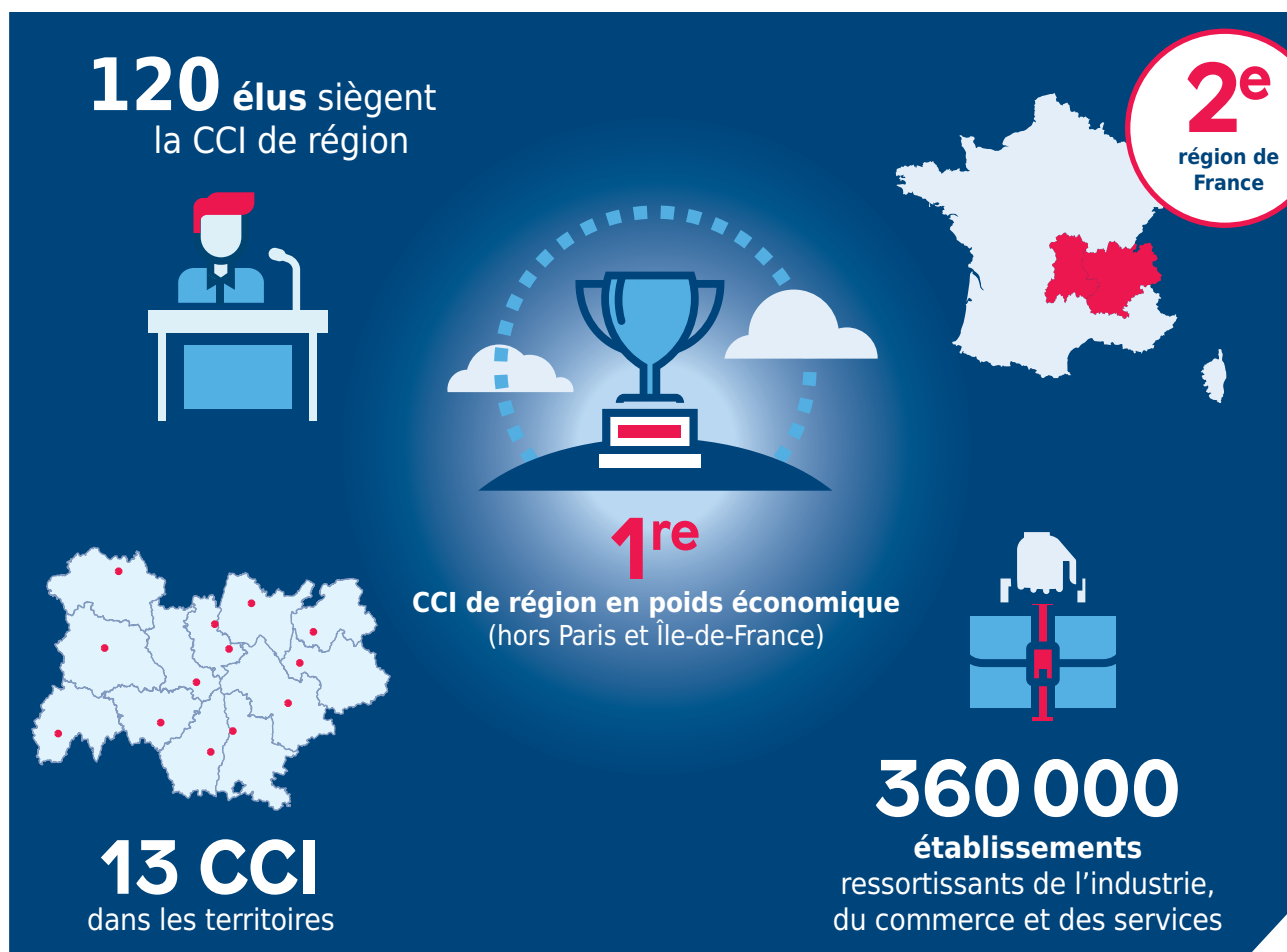 120 élus siègent
la CCI de région
2e
région de
France
1re
CCI de région en poids économique
(hors Paris et Île-de-France)
13 CCI
dans les territoires
360 000
établissements
ressortissants de l’industrie,
du commerce et des services